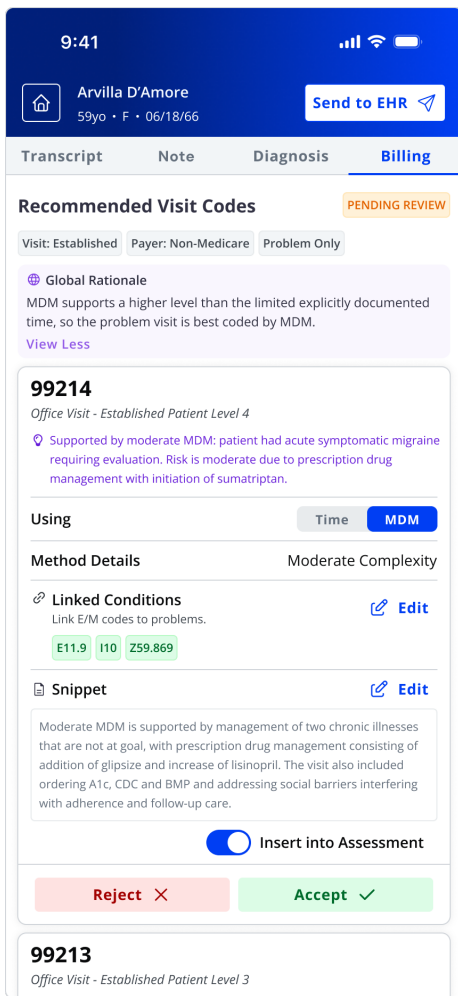 9:41
Arvilla D’Amore
59yo • F • 06/18/66
Send to EHR
Transcript Note Diagnosis Billing
Recommended Visit Codes
PENDING REVIEW
Visit: Established Payer: Non-Medicare Problem Only
Global Rationale
MDM supports a higher level than the limited explicitly documented
time, so the problem visit is best coded by MDM.
View Less
99214
Office Visit - Established Patient Level 4
Supported by moderate MDM: patient had acute symptomatic migraine
requiring evaluation. Risk is moderate due to prescription drug
management with initiation of sumatriptan.
Using Time MDM
Method Details Moderate Complexity
Linked Conditions
Link E/M codes to problems.
Edit
E11.9 I10 Z59.869
Snippet Edit
Moderate MDM is supported by management of two chronic illnesses
that are not at goal, with prescription drug management consisting of
addition of glipsize and increase of lisinopril. The visit also included
ordering A1c, CDC and BMP and addressing social barriers interfering
with adherence and follow-up care.
Insert into Assessment
Reject Accept
99213
Office Visit - Established Patient Level 3